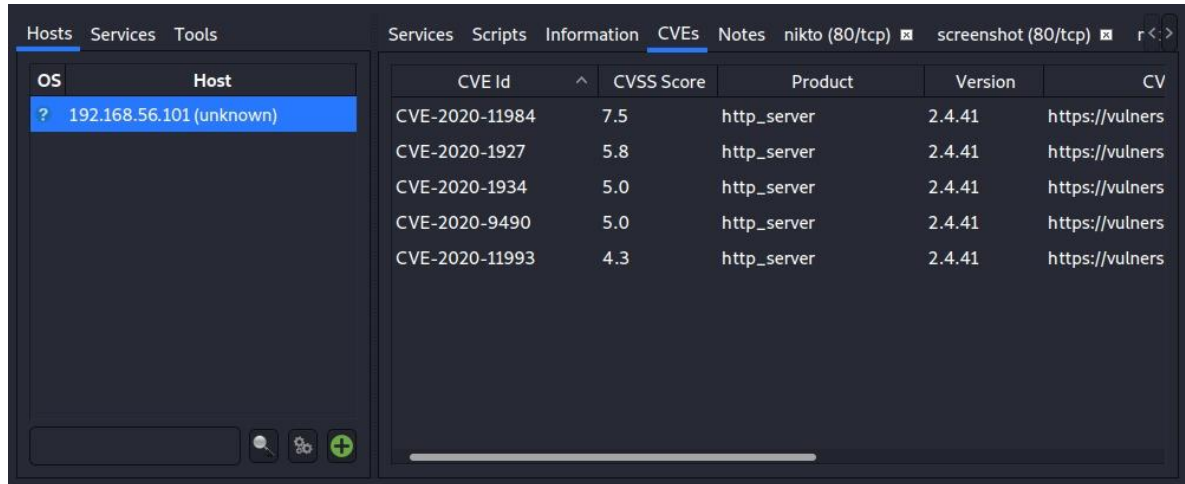 Hosts Services Tools
OS Host
? 192.168.56.101 (unknown)
Services Scripts Information CVEs Notes nikto (80/tcp) screenshot (80/tcp)
CVE Id CVSS Score Product Version CV
CVE-2020-11984 7.5 http_server 2.4.41 https://vulners
CVE-2020-1927 5.8 http_server 2.4.41 https://vulners
CVE-2020-1934 5.0 http_server 2.4.41 https://vulners
CVE-2020-9490 5.0 http_server 2.4.41 https://vulners
CVE-2020-11993 4.3 http_server 2.4.41 https://vulners